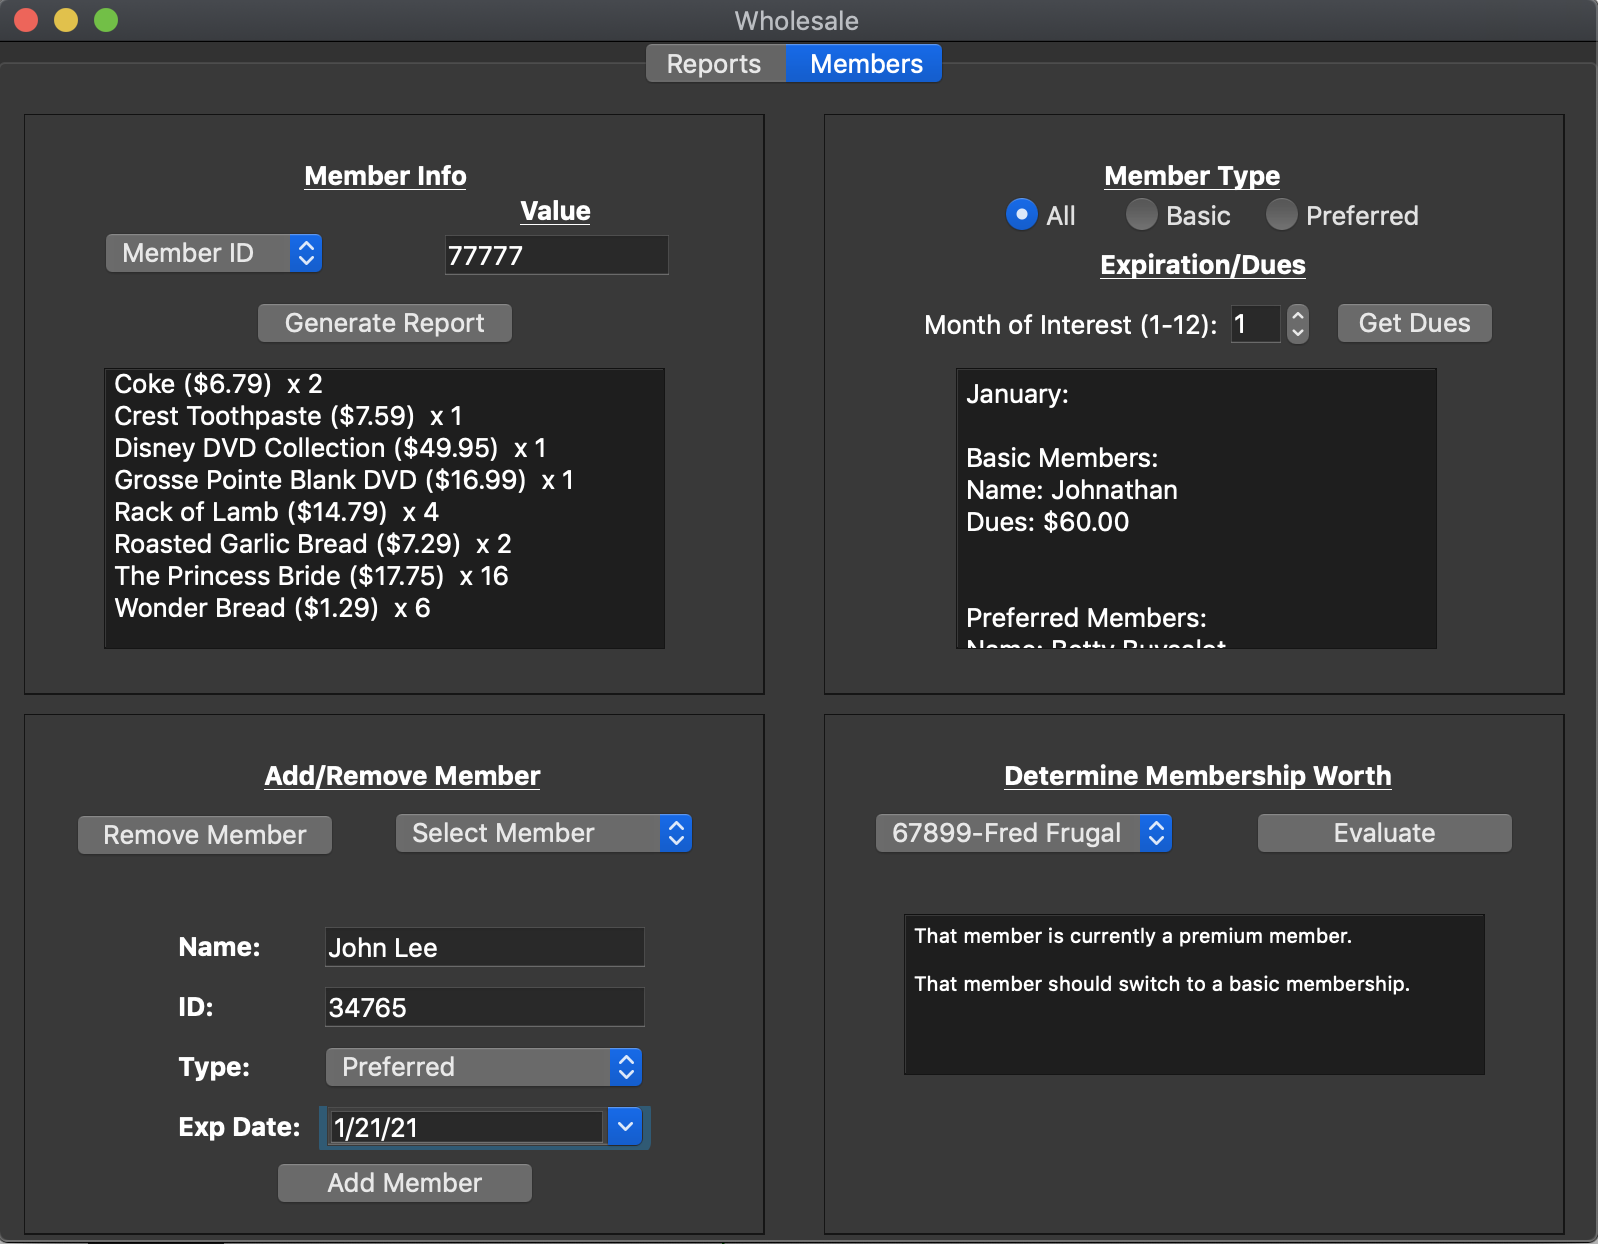 Wholesale
Reports Members
Member Info
Value
Member ID 77777
Generate Report
Coke ($6.79) x 2
Crest Toothpaste ($7.59) x 1
Disney DVD Collection ($49.95) x 1
Grosse Pointe Blank DVD ($16.99) x 1
Rack of Lamb ($14.79) x 4
Roasted Garlic Bread ($7.29) x 2
The Princess Bride ($17.75) x 16
Wonder Bread ($1.29) x 6
Member Type
All Basic Preferred
Expiration/Dues
Month of Interest (1-12): 1 Get Dues
January:
Basic Members:
Name: Johnathan
Dues: $60.00
Preferred Members:
Name: Betty Buysalot
Add/Remove Member
Remove Member Select Member
Name: John Lee
ID: 34765
Type: Preferred
Exp Date: 1/21/21
Add Member
Determine Membership Worth
67899-Fred Frugal Evaluate
That member is currently a premium member.
That member should switch to a basic membership.